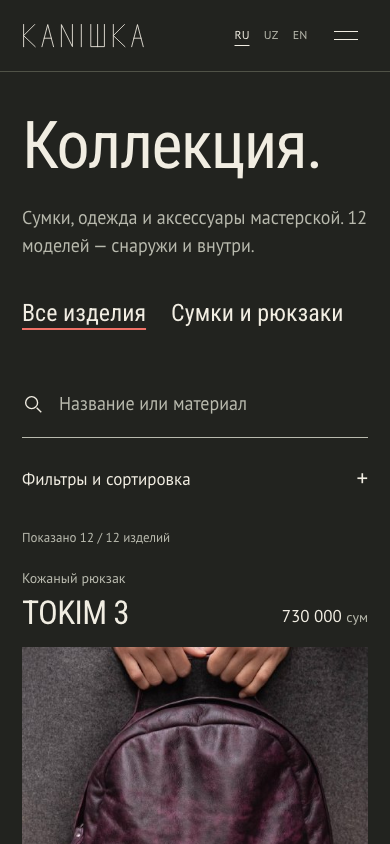 КАНІШКА
RU UZ EN
Коллекция.
Сумки, одежда и аксессуары мастерской. 12
моделей — снаружи и внутри.
Все изделия Сумки и рюкзаки
Название или материал
Фильтры и сортировка +
Показано 12 / 12 изделий
Кожаный рюкзак
TOKIM 3 730 000 сум